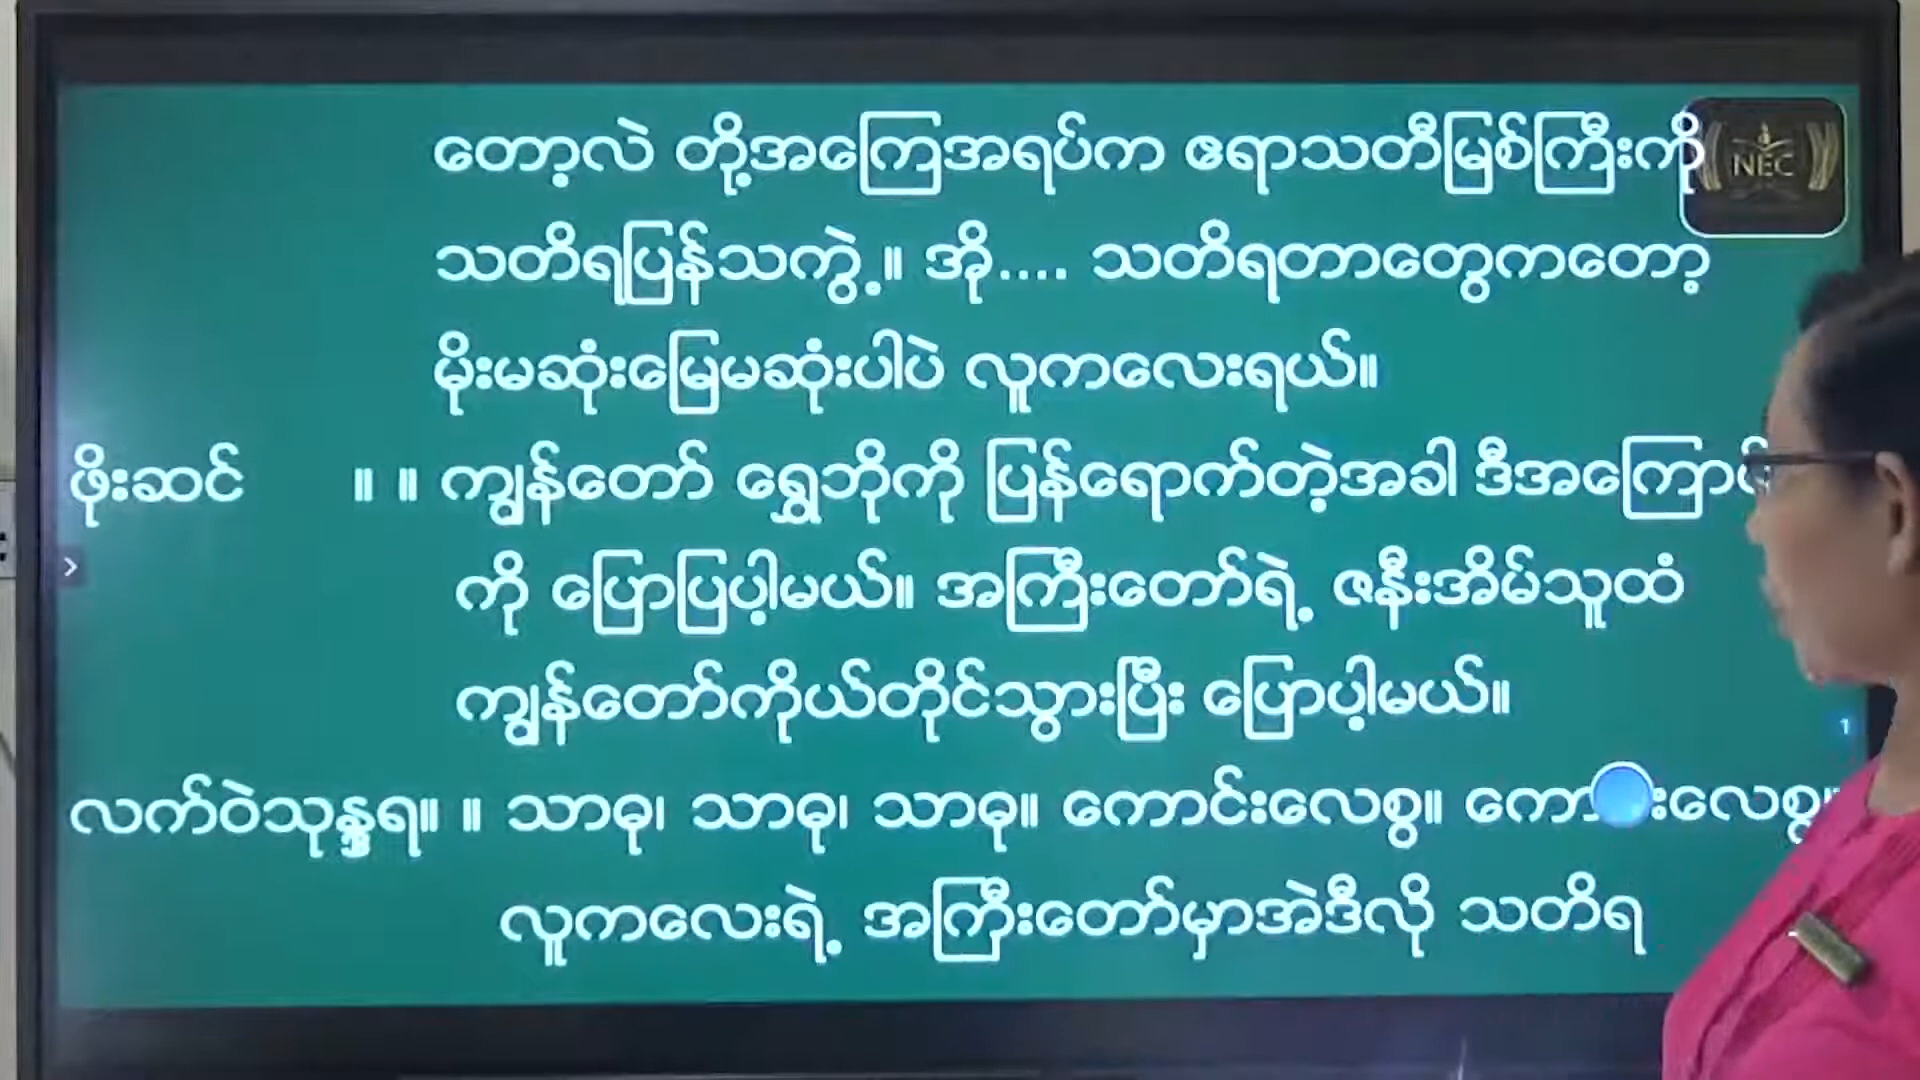 တော့လဲ တို့အကြေအရပ်က ဧရာသတီမြစ်ကြီးကို
NEC
သတိရပြန်သကွဲ့။ အို.... သတိရတာတွေကတော့
မိုးမဆုံးမြေမဆုံးပါပဲ လူကလေးရယ်။
ဖိုးဆင် ။ ။ ကျွန်တော် ရွှေဘိုကို ပြန်ရောက်တဲ့အခါ
ကို ပြောပြပါ့မယ်။ အကြီးတော်ရဲ့ ဇနီးအိမ်သူထံ
ကျွန်တော်ကိုယ်တိုင်သွားပြီး ပြောပါ့မယ်။
1
လက်ဝဲသုန္ဒရ။ ။ သာဓု၊ သာဓု၊ သာဓု။ ကောင်းလေစွ။
လူကလေးရဲ့ အကြီးတော်မှာအဲဒီလို သတိရ